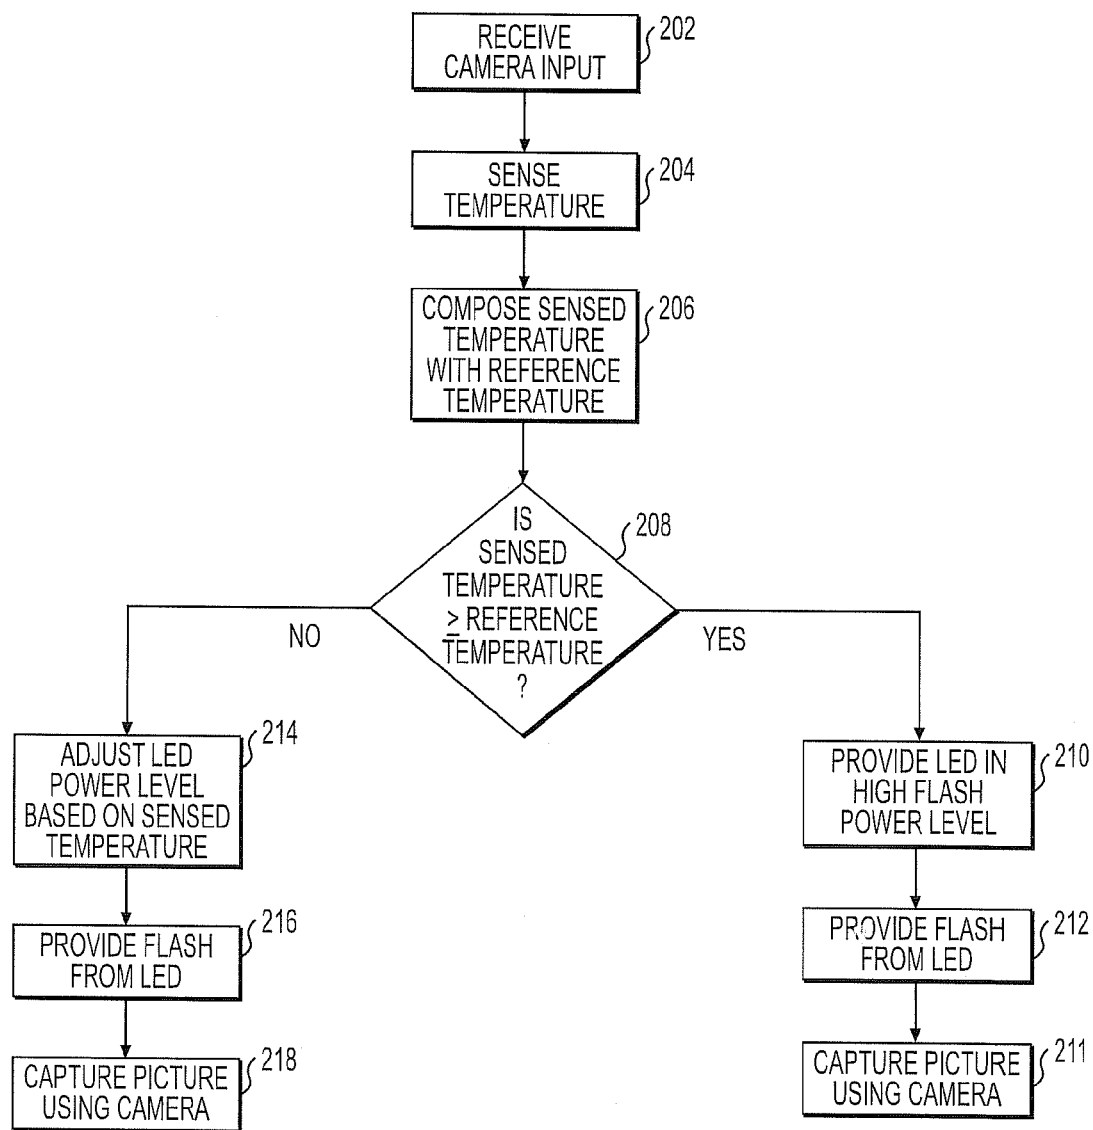 RECEIVE
CAMERA INPUT
202
SENSE
TEMPERATURE
204
COMPOSE SENSED
TEMPERATURE
WITH REFERENCE
TEMPERATURE
206
IS
SENSED
TEMPERATURE
≥ REFERENCE
TEMPERATURE
?
208
NO
YES
ADJUST LED
POWER LEVEL
BASED ON SENSED
TEMPERATURE
214
PROVIDE FLASH
FROM LED
216
CAPTURE PICTURE
USING CAMERA
218
PROVIDE LED IN
HIGH FLASH
POWER LEVEL
210
PROVIDE FLASH
FROM LED
212
CAPTURE PICTURE
USING CAMERA
211